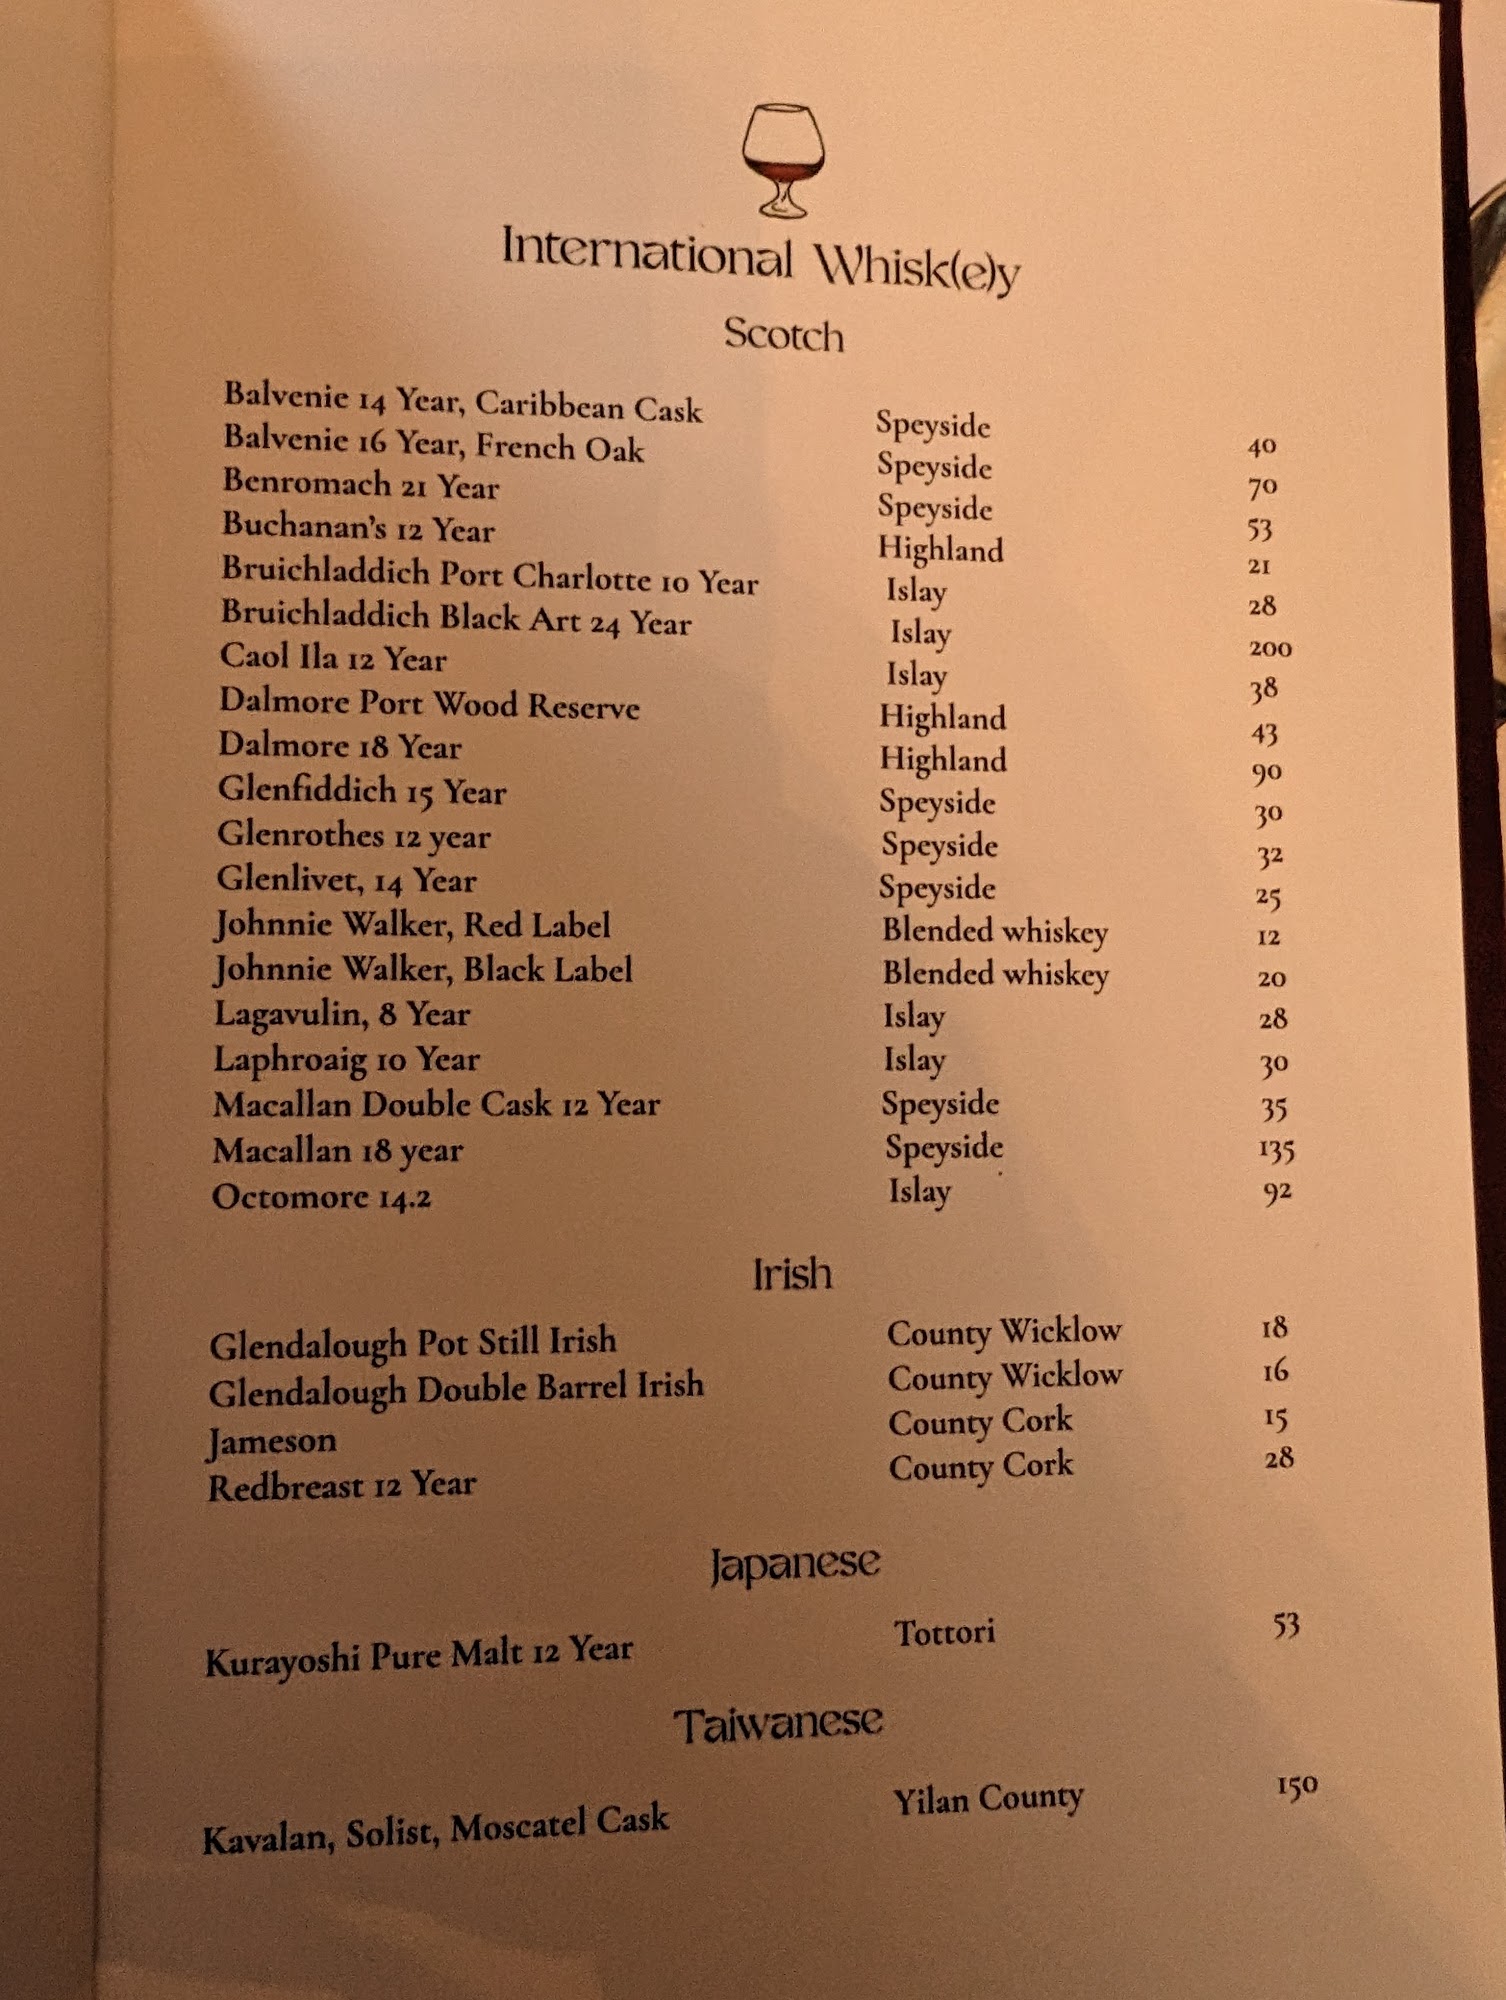 International Whisk(e)y
Scotch
Balvenie 14 Year, Caribbean Cask Speyside 40
Balvenie 16 Year, French Oak Speyside 70
Benromach 21 Year Speyside 53
Buchanan's 12 Year Highland 21
Bruichladdich Port Charlotte 10 Year Islay 28
Bruichladdich Black Art 24 Year Islay 200
Caol Ila 12 Year Islay 38
Dalmore Port Wood Reserve Highland 43
Dalmore 18 Year Highland 90
Glenfiddich 15 Year Speyside 30
Glenrothes 12 year Speyside 32
Glenlivet, 14 Year Speyside 25
Johnnie Walker, Red Label Blended whiskey 12
Johnnie Walker, Black Label Blended whiskey 20
Lagavulin, 8 Year Islay 28
Laphroaig 10 Year Islay 30
Macallan Double Cask 12 Year Speyside 35
Macallan 18 year Speyside 135
Octomore 14.2 Islay 92
Irish
Glendalough Pot Still Irish County Wicklow 18
Glendalough Double Barrel Irish County Wicklow 16
Jameson County Cork 15
Redbreast 12 Year County Cork 28
Japanese
Kurayoshi Pure Malt 12 Year Tottori 53
Taiwanese
Kavalan, Solist, Moscatel Cask Yilan County 150